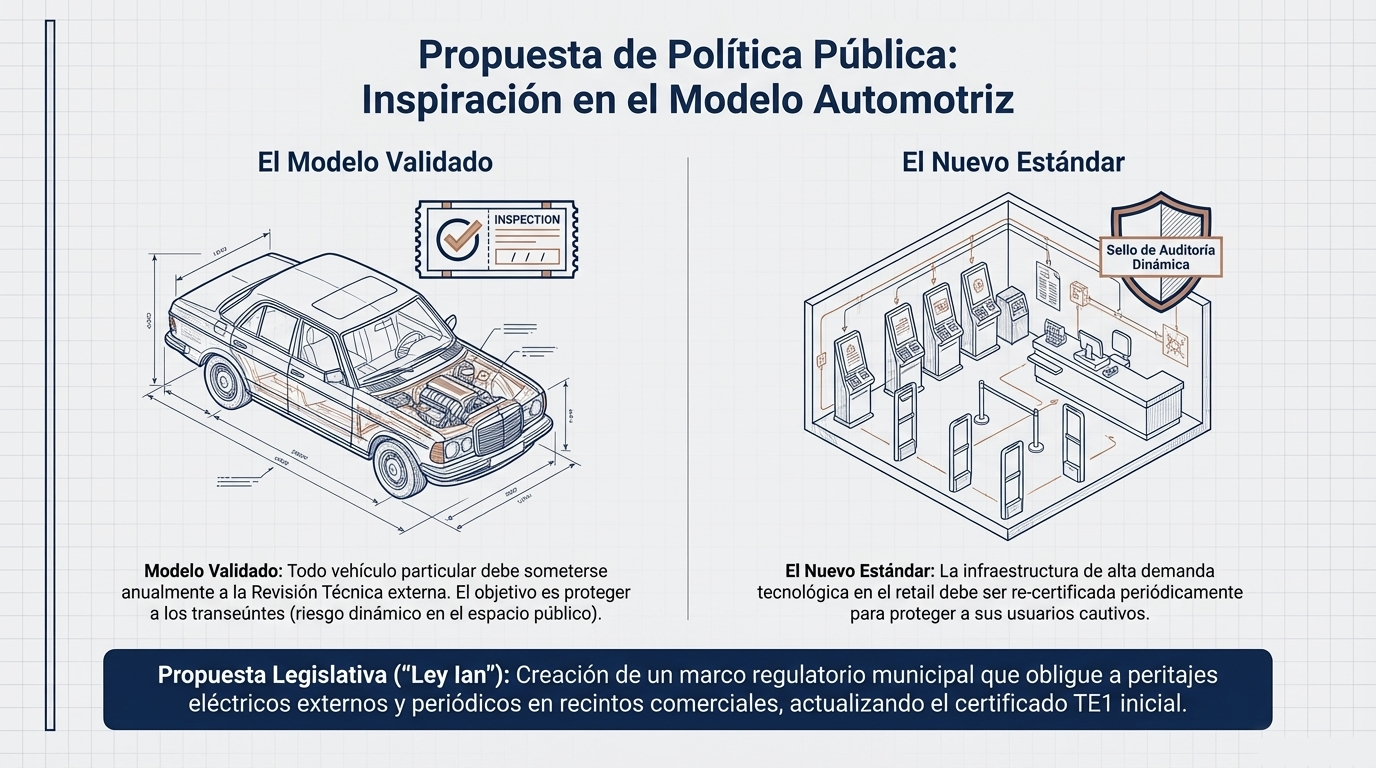 Propuesta de Política Pública:
Inspiración en el Modelo Automotriz
El Modelo Validado
INSPECTION
Modelo Validado: Todo vehículo particular debe someterse
anualmente a la Revisión Técnica externa. El objetivo es proteger
a los transeúntes (riesgo dinámico en el espacio público).
El Nuevo Estándar
Sello de Auditoría
Dinámica
El Nuevo Estándar: La infraestructura de alta demanda
tecnológica en el retail debe ser re-certificada periódicamente
para proteger a sus usuarios cautivos.
Propuesta Legislativa (“Ley Ian”): Creación de un marco regulatorio municipal que obligue a peritajes
eléctricos externos y periódicos en recintos comerciales, actualizando el certificado TE1 inicial.